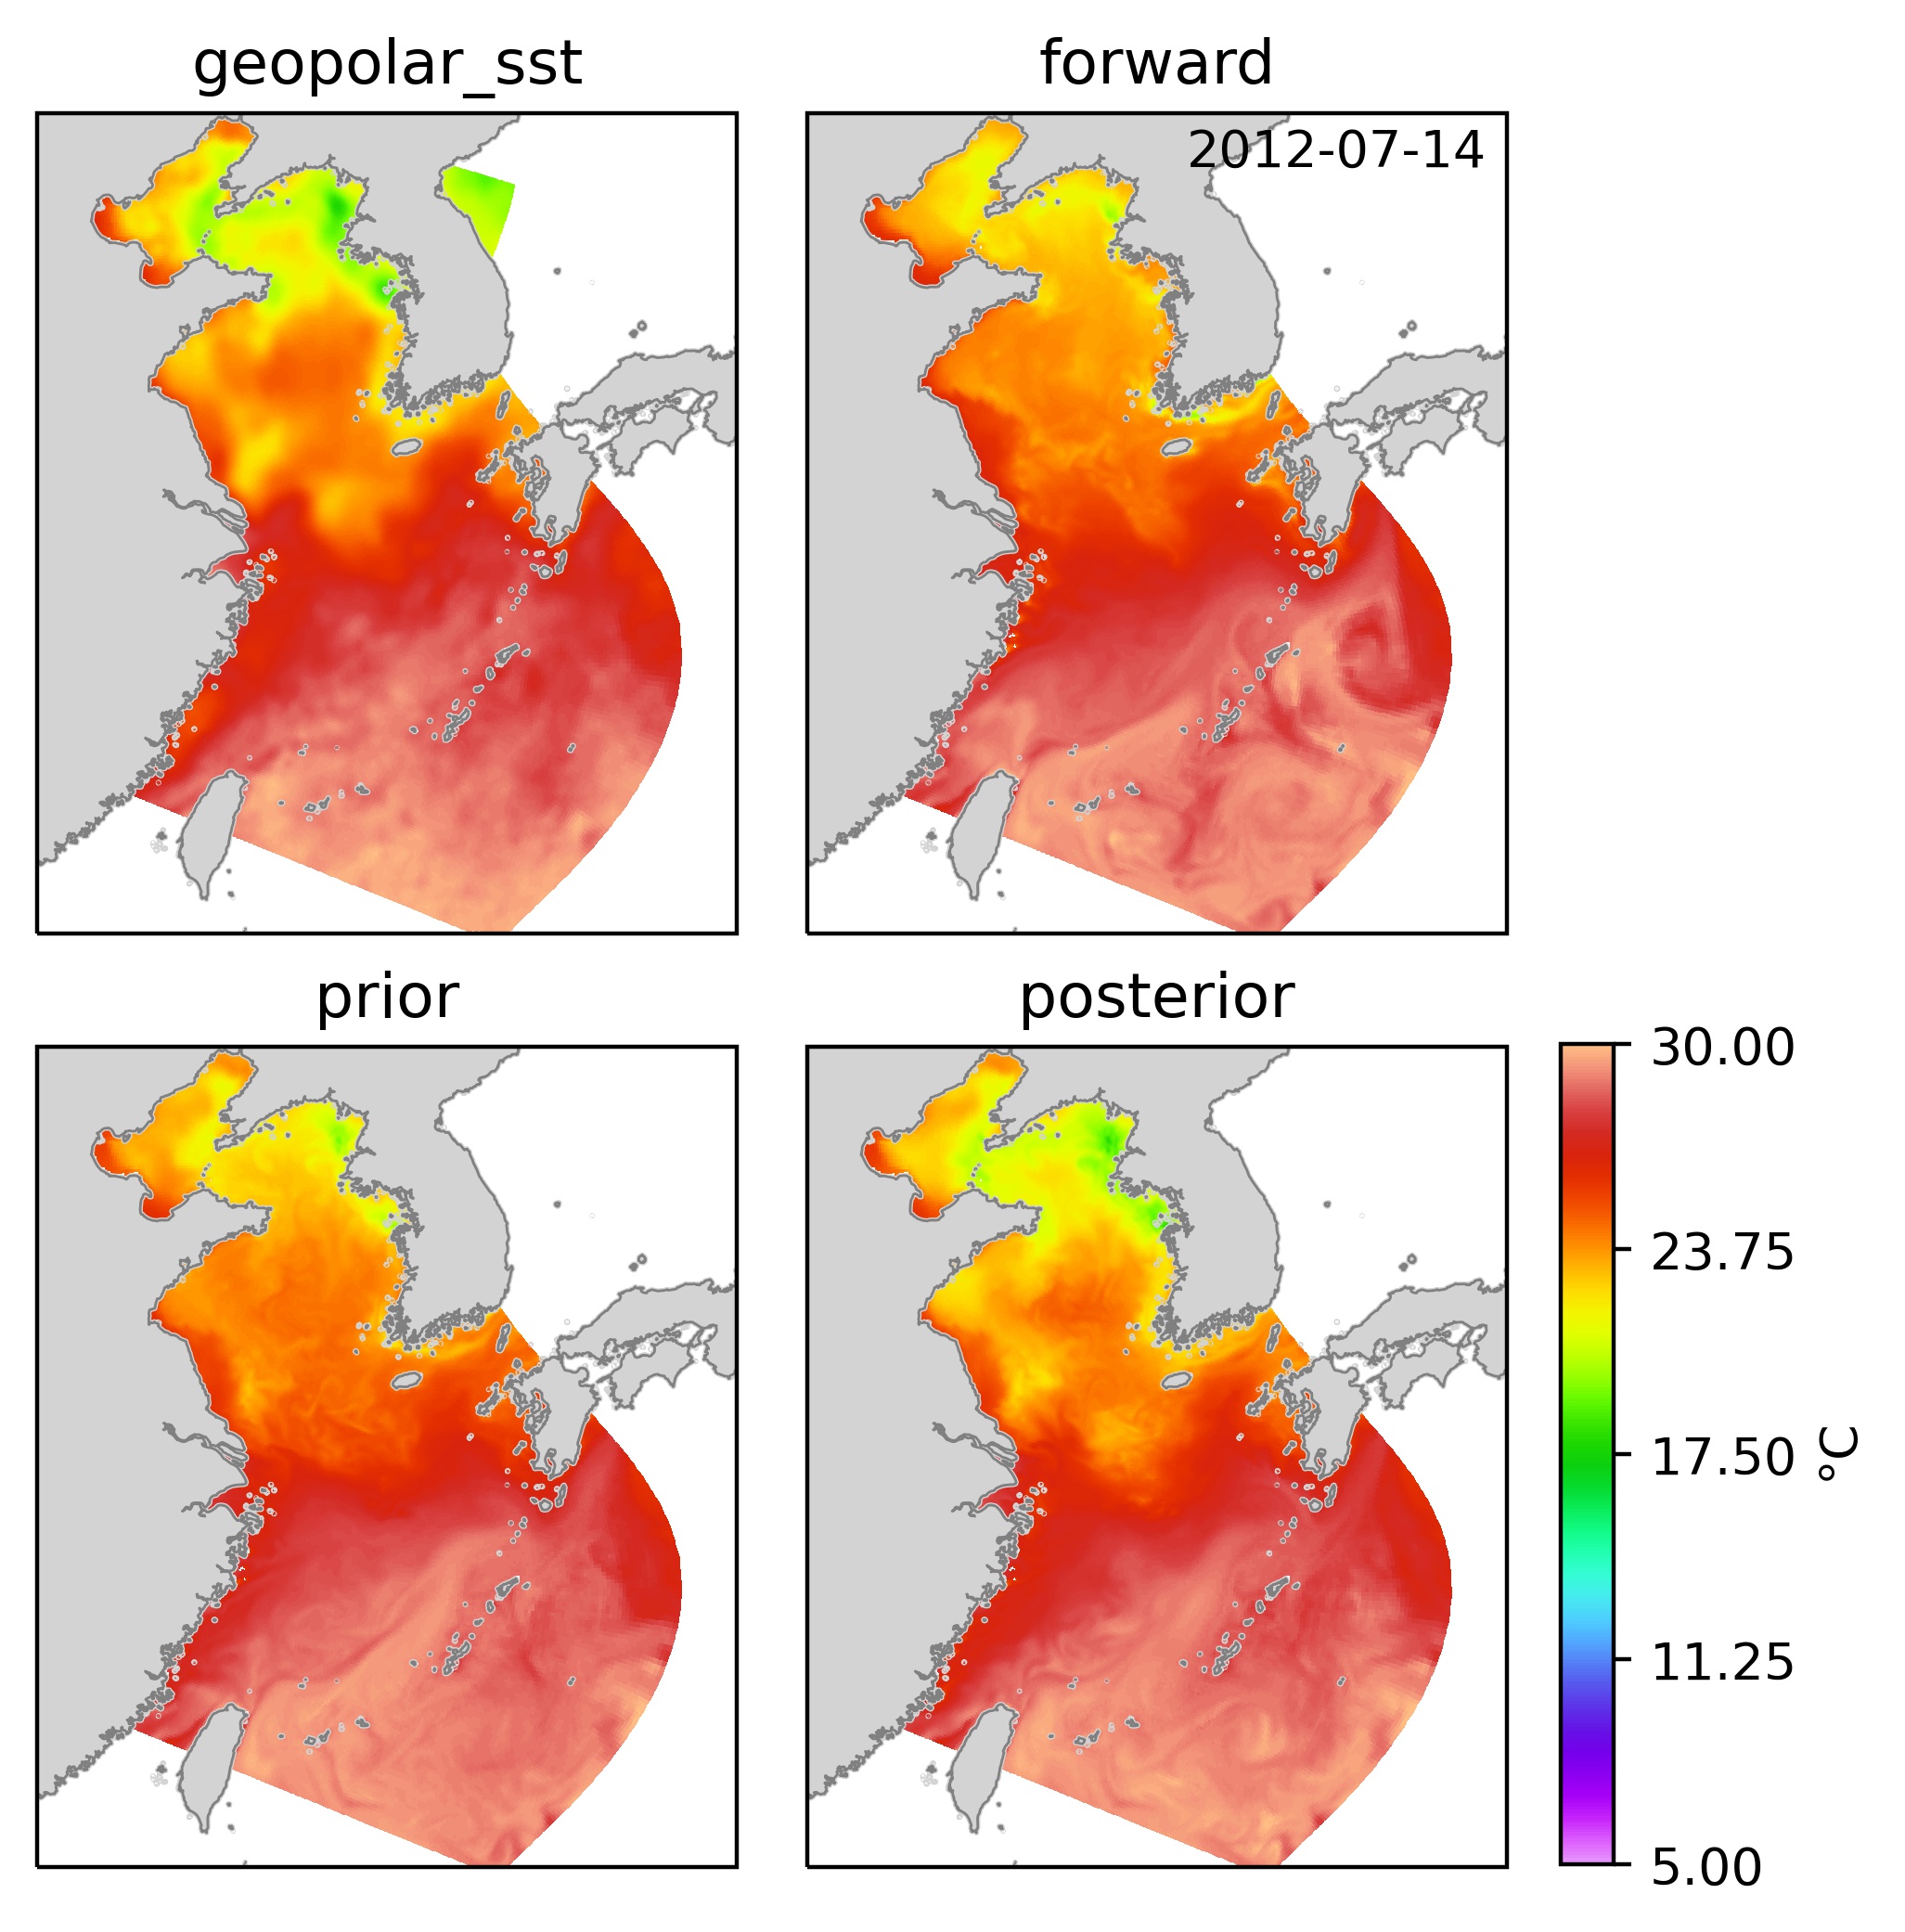 geopolar_sst
forward
2012-07-14
prior
posterior
30.00
23.75
17.50
11.25
5.00
°C